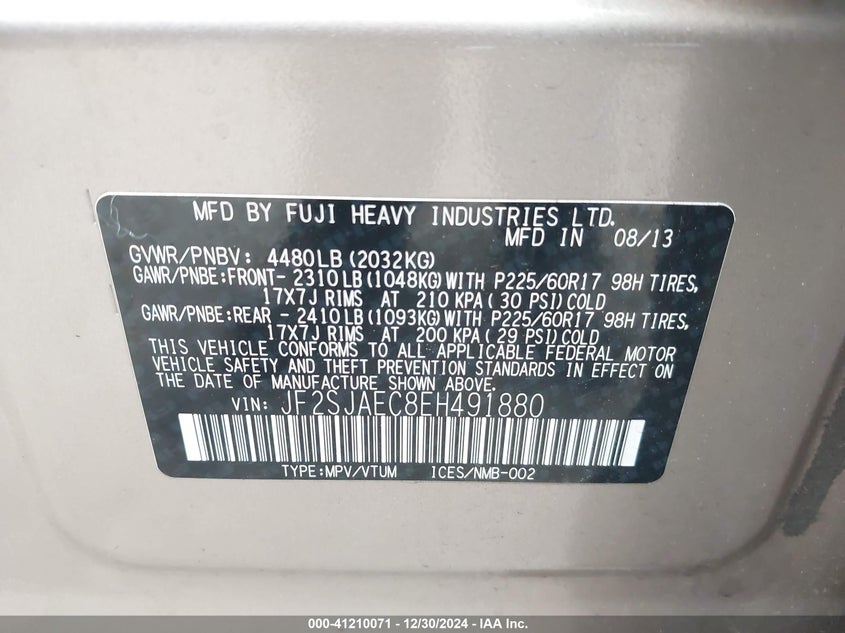 MFD BY FUJI HEAVY INDUSTRIES LTD.
MFD IN 08/13
GVWR/PNBV: 4480LB(2032KG)
GAWR/PNBE:FRONT- 2310LB(1048KG)WITH P225/60R17 98H TIRES,
17X7J RIMS AT 210 KPA( 30 PSI)COLD
GAWR/PNBE:REAR - 2410LB(1093KG)WITH P225/60R17 98H TIRES,
17X7J RIMS AT 200 KPA( 29 PSI)COLD
THIS VEHICLE CONFORMS TO ALL APPLICABLE FEDERAL MOTOR
VEHICLE SAFETY AND THEFT PREVENTION STANDARDS IN EFFECT ON
THE DATE OF MANUFACTURE SHOWN ABOVE.
VIN: JF2SJAEC8EH491880
TYPE:MPV/VTUM ICES/NMB-002
000-41210071 - 12/30/2024 - IAA Inc.